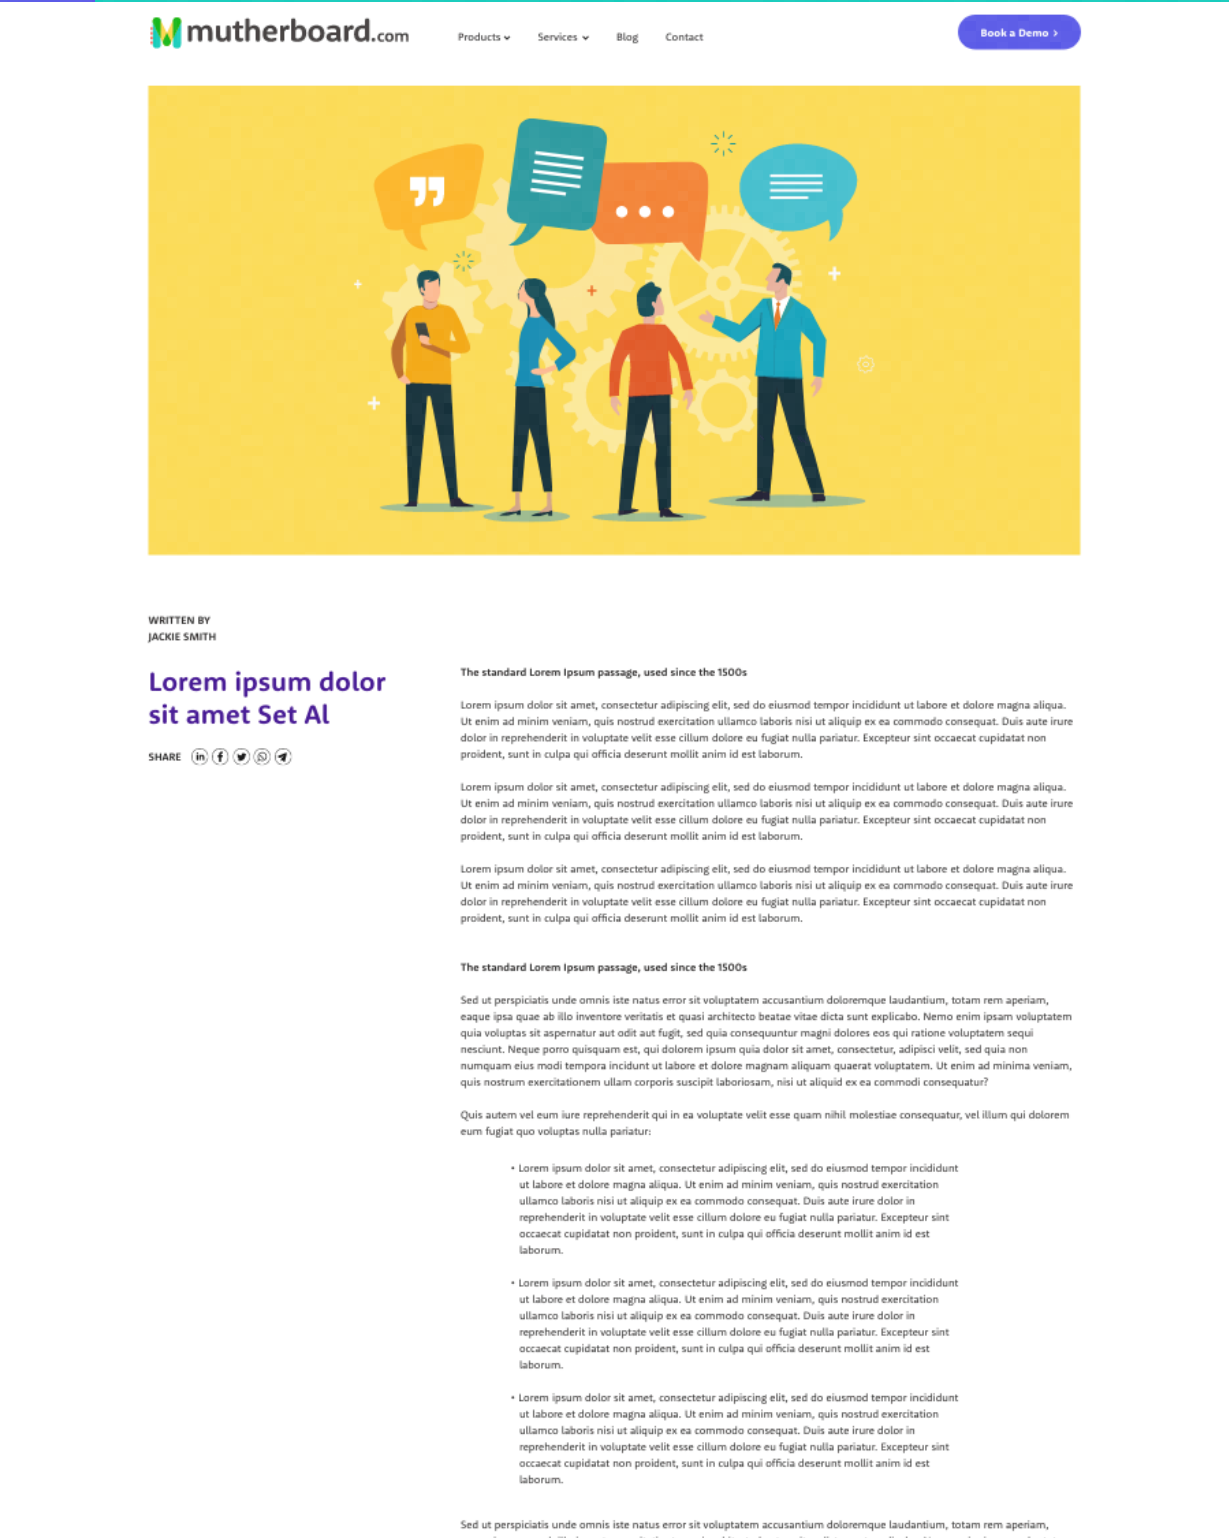 mutherboard.com
Products
Services
Blog
Contact
Book a Demo
WRITTEN BY
JACKIE SMITH
Lorem ipsum dolor
sit amet Set Al
SHARE
The standard Lorem Ipsum passage, used since the 1500s
Lorem ipsum dolor sit amet, consectetur adipiscing elit, sed do eiusmod tempor incididunt ut labore et dolore magna aliqua.
Ut enim ad minim veniam, quis nostrud exercitation ullamco laboris nisi ut aliquip ex ea commodo consequat. Duis aute irure
dolor in reprehenderit in voluptate velit esse cillum dolore eu fugiat nulla pariatur. Excepteur sint occaecat cupidatat non
proident, sunt in culpa qui officia deserunt mollit anim id est laborum.
Lorem ipsum dolor sit amet, consectetur adipiscing elit, sed do eiusmod tempor incididunt ut labore et dolore magna aliqua.
Ut enim ad minim veniam, quis nostrud exercitation ullamco laboris nisi ut aliquip ex ea commodo consequat. Duis aute irure
dolor in reprehenderit in voluptate velit esse cillum dolore eu fugiat nulla pariatur. Excepteur sint occaecat cupidatat non
proident, sunt in culpa qui officia deserunt mollit anim id est laborum.
Lorem ipsum dolor sit amet, consectetur adipiscing elit, sed do eiusmod tempor incididunt ut labore et dolore magna aliqua.
Ut enim ad minim veniam, quis nostrud exercitation ullamco laboris nisi ut aliquip ex ea commodo consequat. Duis aute irure
dolor in reprehenderit in voluptate velit esse cillum dolore eu fugiat nulla pariatur. Excepteur sint occaecat cupidatat non
proident, sunt in culpa qui officia deserunt mollit anim id est laborum.
The standard Lorem Ipsum passage, used since the 1500s
Sed ut perspiciatis unde omnis iste natus error sit voluptatem accusantium doloremque laudantium, totam rem aperiam,
eaque ipsa quae ab illo inventore veritatis et quasi architecto beatae vitae dicta sunt explicabo. Nemo enim ipsam voluptatem
quia voluptas sit aspernatur aut odit aut fugit, sed quia consequuntur magni dolores eos qui ratione voluptatem sequi
nesciunt. Neque porro quisquam est, qui dolorem ipsum quia dolor sit amet, consectetur, adipisci velit, sed quia non
numquam eius modi tempora incidunt ut labore et dolore magnam aliquam quaerat voluptatem. Ut enim ad minima veniam,
quis nostrum exercitationem ullam corporis suscipit laboriosam, nisi ut aliquid ex ea commodi consequatur?
Quis autem vel eum iure reprehenderit qui in ea voluptate velit esse quam nihil molestiae consequatur, vel illum qui dolorem
eum fugiat quo voluptas nulla pariatur:
• Lorem ipsum dolor sit amet, consectetur adipiscing elit, sed do eiusmod tempor incididunt
ut labore et dolore magna aliqua. Ut enim ad minim veniam, quis nostrud exercitation
ullamco laboris nisi ut aliquip ex ea commodo consequat. Duis aute irure dolor in
reprehenderit in voluptate velit esse cillum dolore eu fugiat nulla pariatur. Excepteur sint
occaecat cupidatat non proident, sunt in culpa qui officia deserunt mollit anim id est
laborum.
• Lorem ipsum dolor sit amet, consectetur adipiscing elit, sed do eiusmod tempor incididunt
ut labore et dolore magna aliqua. Ut enim ad minim veniam, quis nostrud exercitation
ullamco laboris nisi ut aliquip ex ea commodo consequat. Duis aute irure dolor in
reprehenderit in voluptate velit esse cillum dolore eu fugiat nulla pariatur. Excepteur sint
occaecat cupidatat non proident, sunt in culpa qui officia deserunt mollit anim id est
laborum.
• Lorem ipsum dolor sit amet, consectetur adipiscing elit, sed do eiusmod tempor incididunt
ut labore et dolore magna aliqua. Ut enim ad minim veniam, quis nostrud exercitation
ullamco laboris nisi ut aliquip ex ea commodo consequat. Duis aute irure dolor in
reprehenderit in voluptate velit esse cillum dolore eu fugiat nulla pariatur. Excepteur sint
occaecat cupidatat non proident, sunt in culpa qui officia deserunt mollit anim id est
laborum.
Sed ut perspiciatis unde omnis iste natus error sit voluptatem accusantium doloremque laudantium, totam rem aperiam,